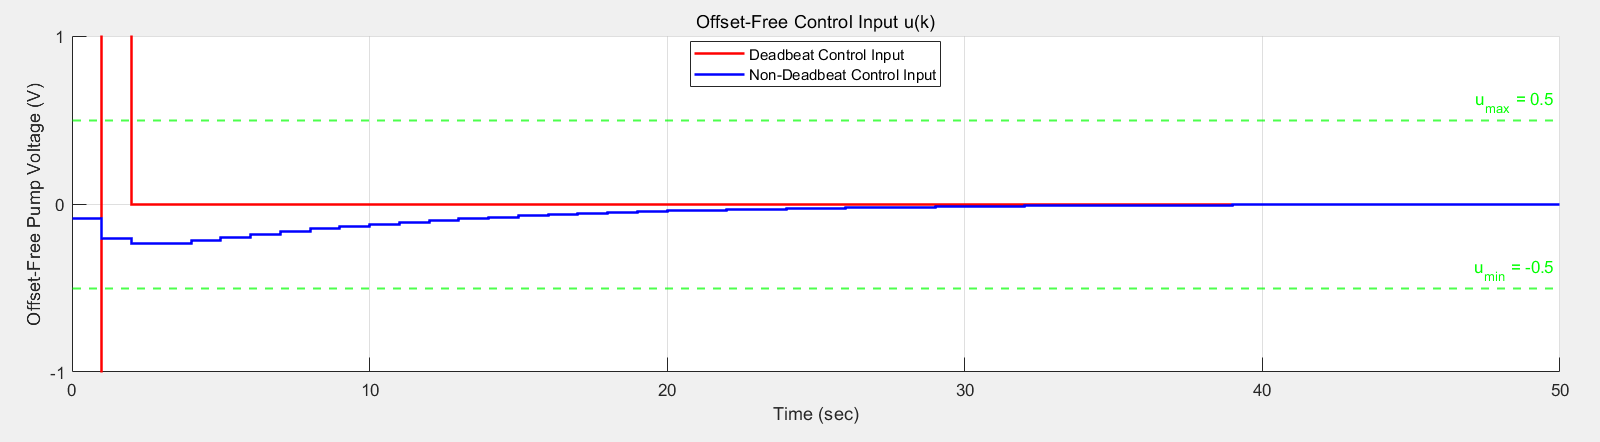 Offset-Free Control Input u(k)
Deadbeat Control Input
Non-Deadbeat Control Input
Offset-Free Pump Voltage (V)
1
0
-1
u_max = 0.5
u_min = -0.5
0 10 20 30 40 50
Time (sec)